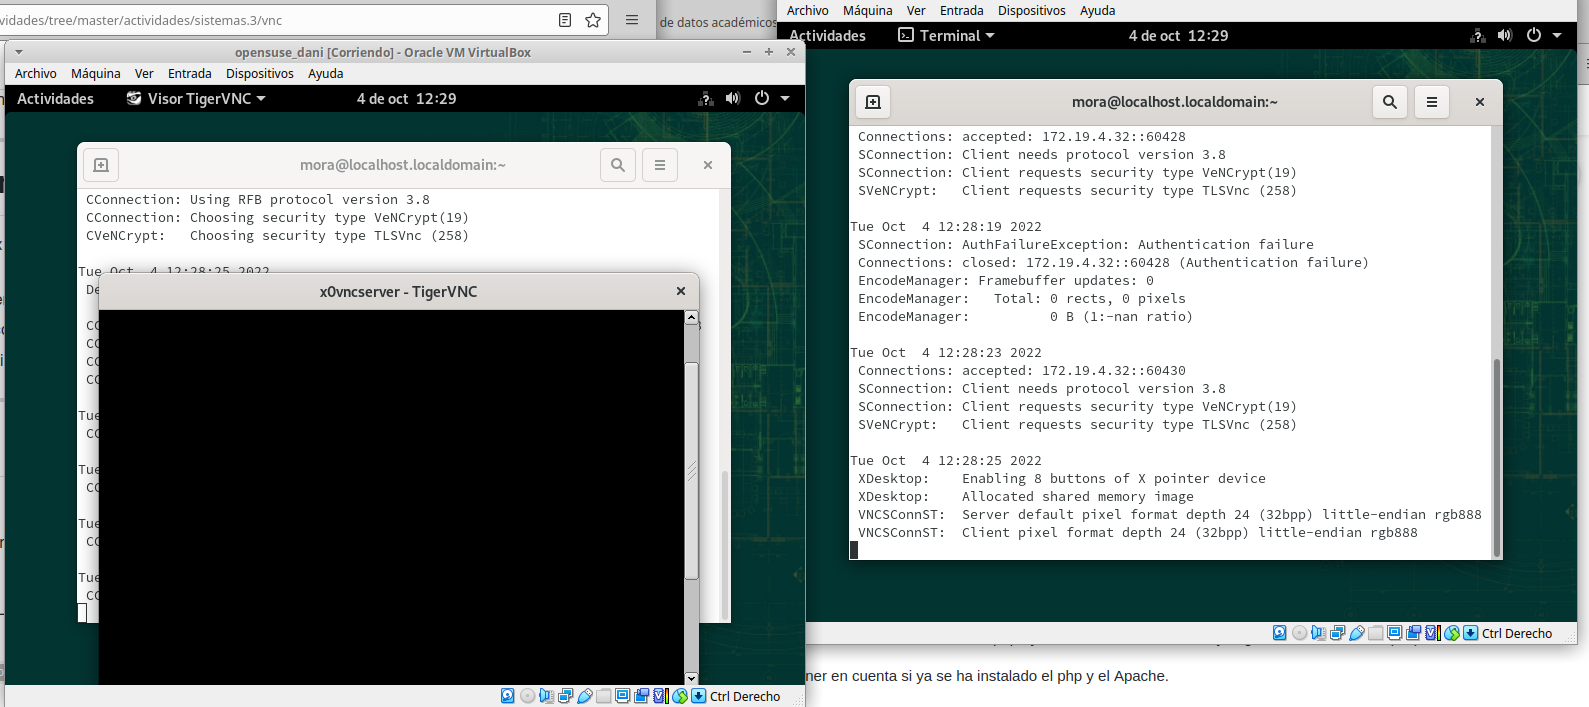 vidades/tree/master/actividades/sistemas.3/vnc
de datos académicos
opensuse_dani [Corriendo] - Oracle VM VirtualBox
Archivo Máquina Ver Entrada Dispositivos Ayuda
Actividades Visor TigerVNC 4 de oct 12:29
mora@localhost.localdomain:~
CConnection: Using RFB protocol version 3.8
CConnection: Choosing security type VeNCrypt(19)
CVeNCrypt: Choosing security type TLSVnc (258)
Tue Oct 4 12:28:25 2022
De
x0vncserver - TigerVNC
CC
CC
CC
CC
Tue
CC
Tue
CC
Tue
CC
Tue
CC
Ctrl Derecho
Archivo Máquina Ver Entrada Dispositivos Ayuda
Actividades Terminal 4 de oct 12:29
mora@localhost.localdomain:~
Connections: accepted: 172.19.4.32::60428
SConnection: Client needs protocol version 3.8
SConnection: Client requests security type VeNCrypt(19)
SVeNCrypt: Client requests security type TLSVnc (258)
Tue Oct 4 12:28:19 2022
SConnection: AuthFailureException: Authentication failure
Connections: closed: 172.19.4.32::60428 (Authentication failure)
EncodeManager: Framebuffer updates: 0
EncodeManager: Total: 0 rects, 0 pixels
EncodeManager: 0 B (1:-nan ratio)
Tue Oct 4 12:28:23 2022
Connections: accepted: 172.19.4.32::60430
SConnection: Client needs protocol version 3.8
SConnection: Client requests security type VeNCrypt(19)
SVeNCrypt: Client requests security type TLSVnc (258)
Tue Oct 4 12:28:25 2022
XDesktop: Enabling 8 buttons of X pointer device
XDesktop: Allocated shared memory image
VNCSConnST: Server default pixel format depth 24 (32bpp) little-endian rgb888
VNCSConnST: Client pixel format depth 24 (32bpp) little-endian rgb888
Ctrl Derecho
ner en cuenta si ya se ha instalado el php y el Apache.